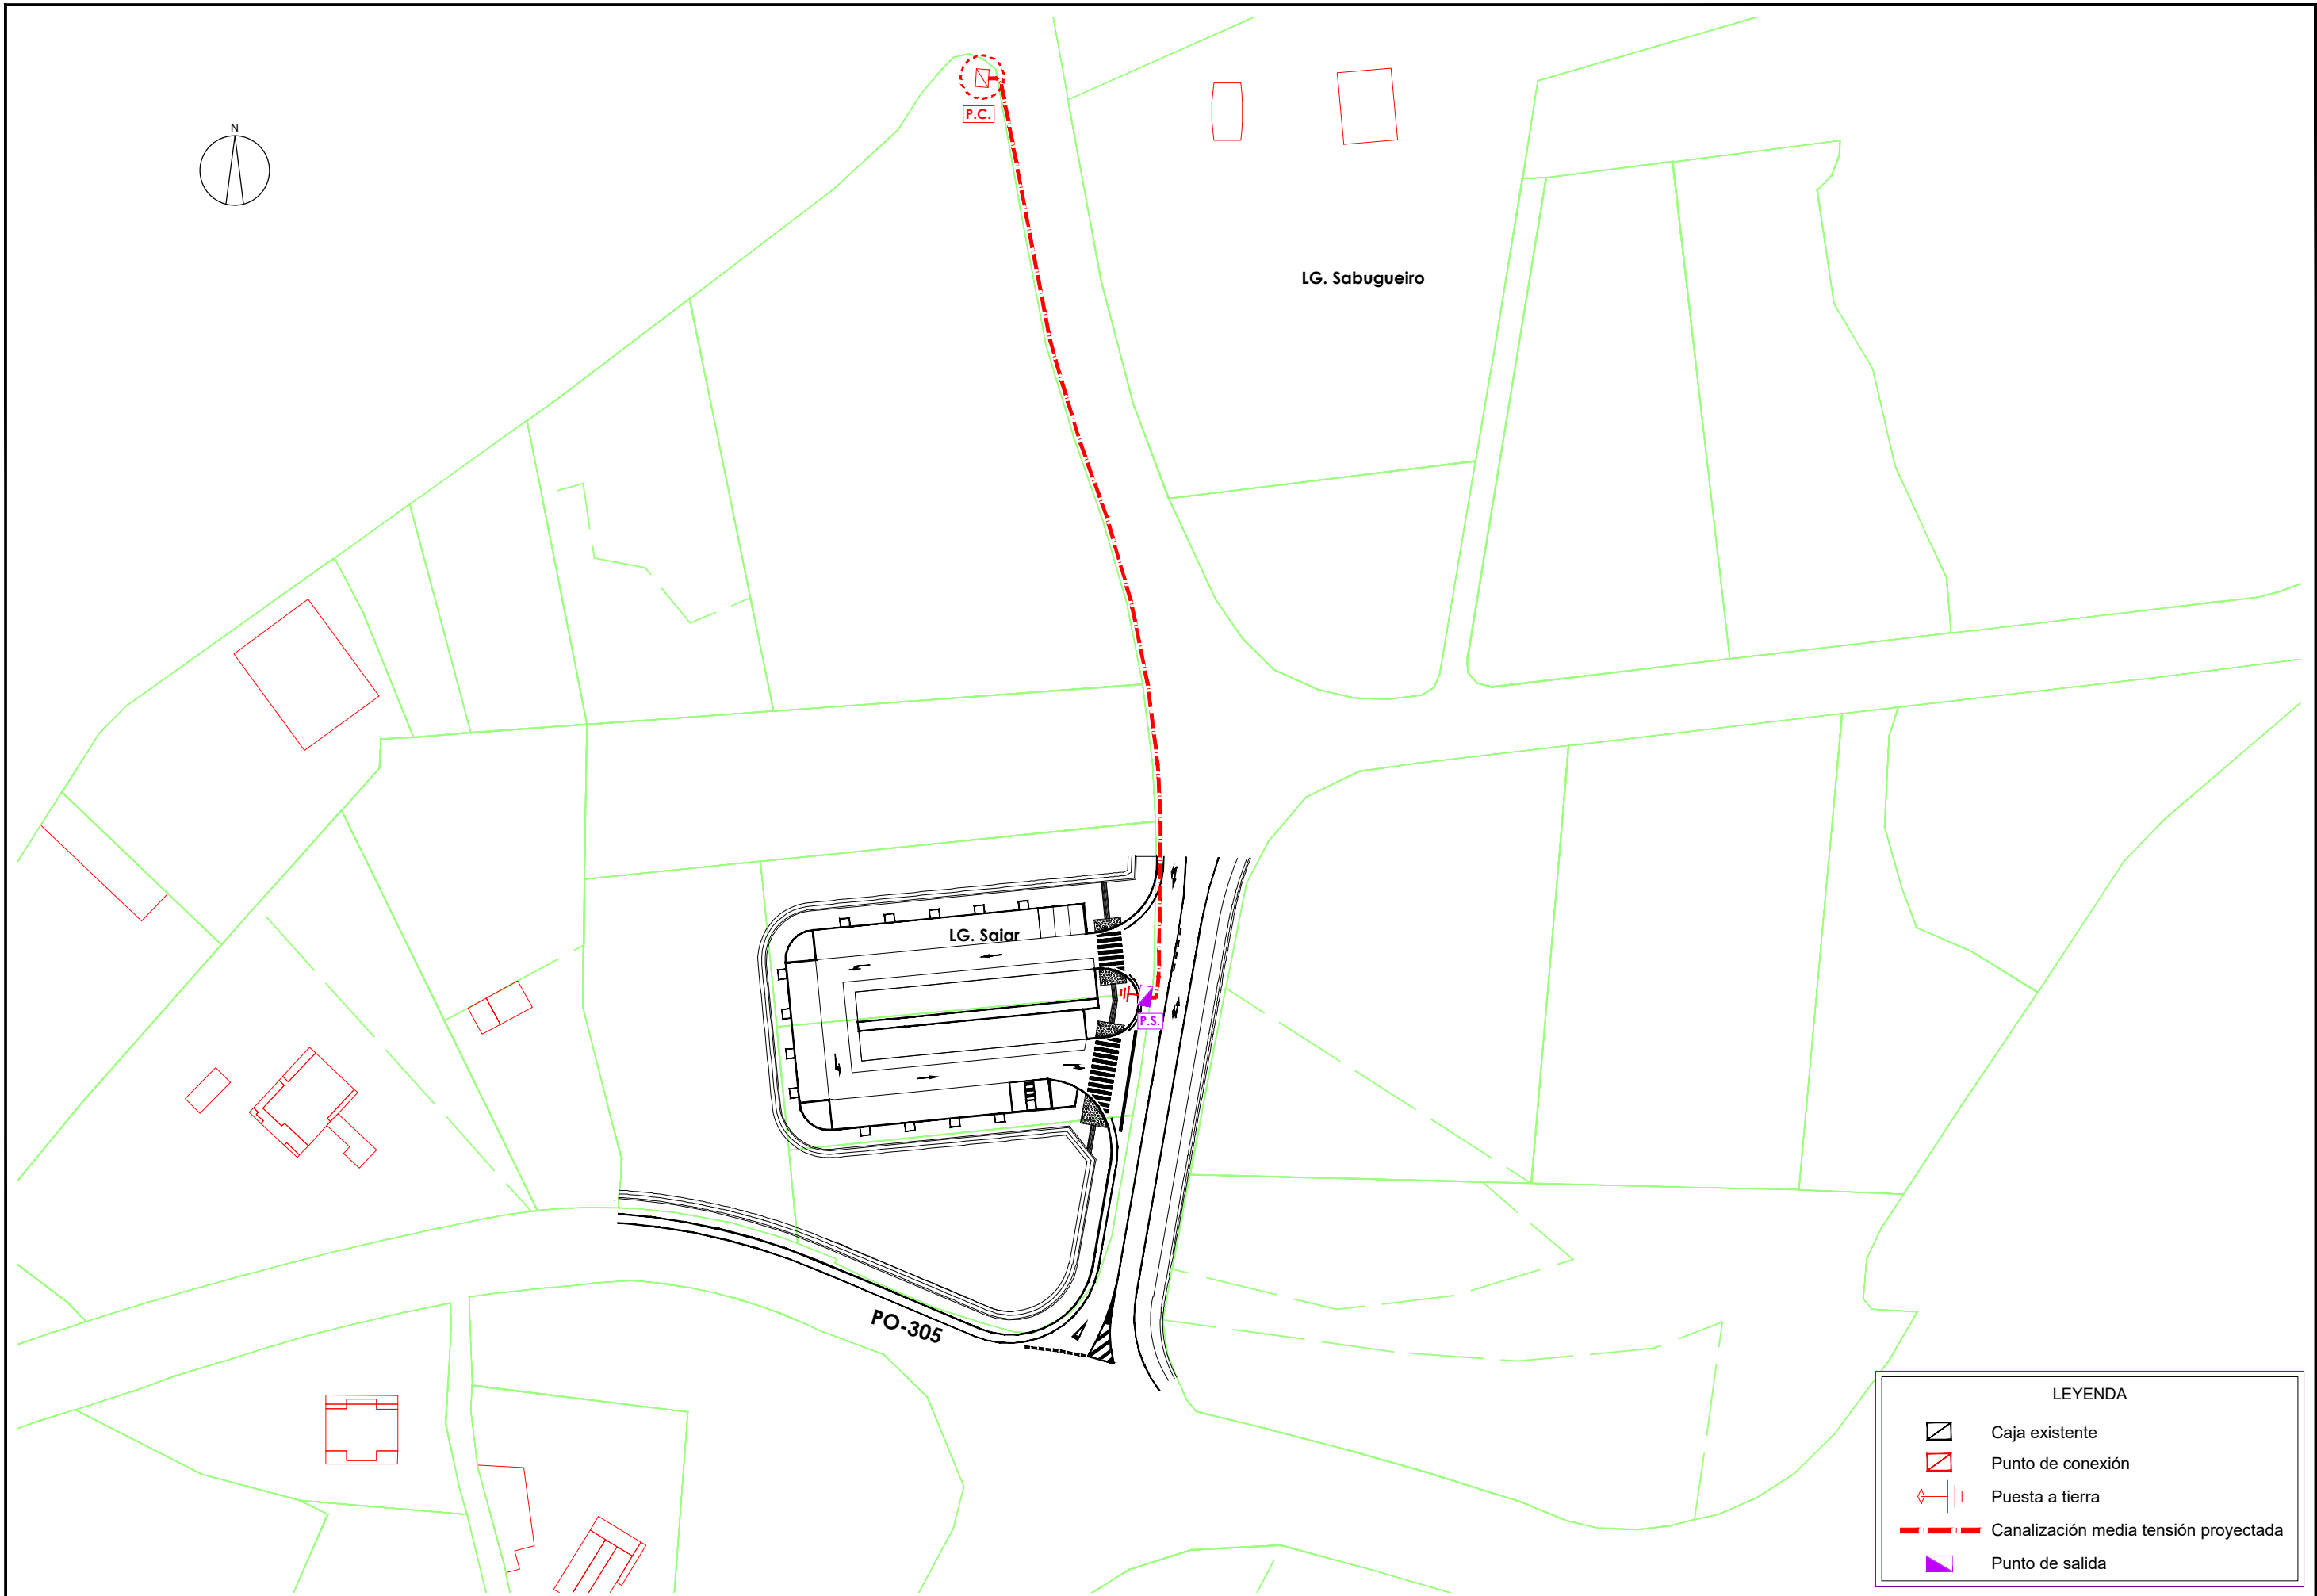 P.C.
N
LG. Sabugueiro
LG. Saiar
P.S.
PO-305
LEYENDA
Caja existente
Punto de conexión
Puesta a tierra
Canalización media tensión proyectada
Punto de salida